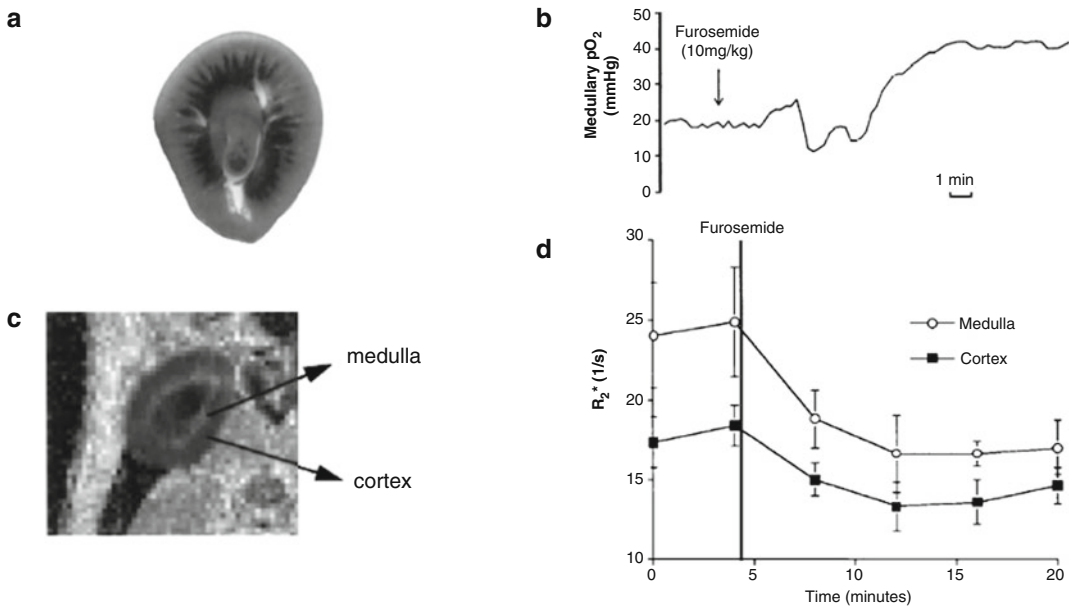 a
b
Medullary pO2
(mmHg)
50
40
30
20
10
0
Furosemide
(10mg/kg)
1 min
c
medulla
cortex
d
Furosemide
R2* (1/s)
30
25
20
15
10
Medulla
Cortex
0
5
10
15
20
Time (minutes)